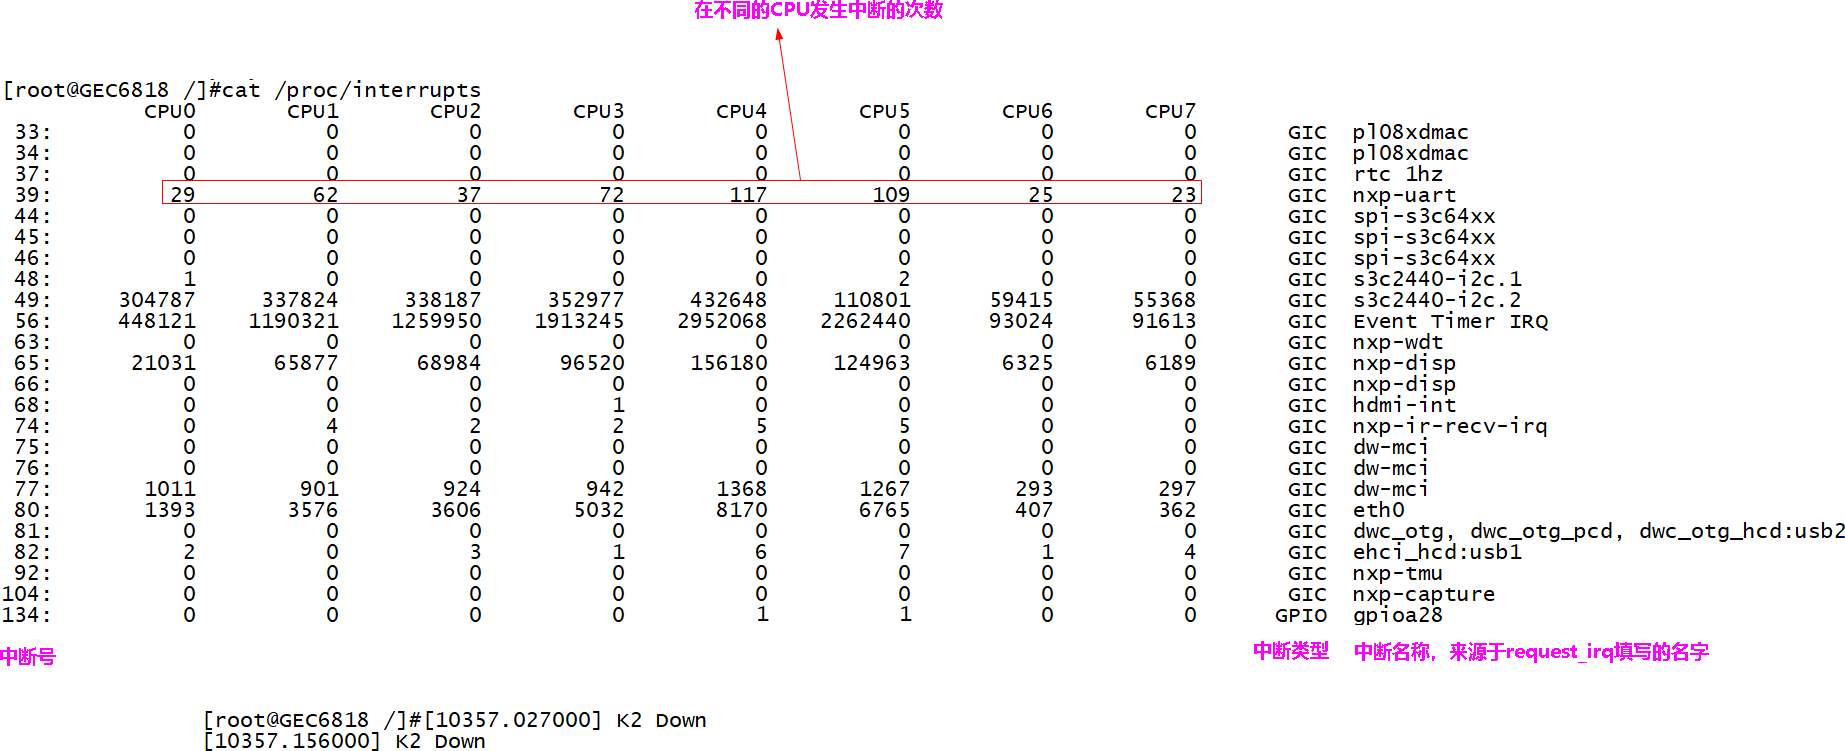 在不同的CPU发生中断的次数
[root@GEC6818 /]#cat /proc/interrupts
CPU0 CPU1 CPU2 CPU3 CPU4 CPU5 CPU6 CPU7
33: 0 0 0 0 0 0 0 0 GIC pl08xdmac
34: 0 0 0 0 0 0 0 0 GIC pl08xdmac
37: 0 0 0 0 0 0 0 0 GIC rtc 1hz
39: 29 62 37 72 117 109 25 23 GIC nxp-uart
44: 0 0 0 0 0 0 0 0 GIC spi-s3c64xx
45: 0 0 0 0 0 0 0 0 GIC spi-s3c64xx
46: 0 0 0 0 0 0 0 0 GIC spi-s3c64xx
48: 1 0 0 0 0 2 0 0 GIC s3c2440-i2c.1
49: 304787 337824 338187 352977 432648 110801 59415 55368 GIC s3c2440-i2c.2
56: 448121 1190321 1259950 1913245 2952068 2262440 93024 91613 GIC Event Timer IRQ
63: 0 0 0 0 0 0 0 0 GIC nxp-wdt
65: 21031 65877 68984 96520 156180 124963 6325 6189 GIC nxp-disp
66: 0 0 0 0 0 0 0 0 GIC nxp-disp
68: 0 0 0 1 0 0 0 0 GIC hdmi-int
74: 0 4 2 2 5 5 0 0 GIC nxp-ir-recv-irq
75: 0 0 0 0 0 0 0 0 GIC dw-mci
76: 0 0 0 0 0 0 0 0 GIC dw-mci
77: 1011 901 924 942 1368 1267 293 297 GIC dw-mci
80: 1393 3576 3606 5032 8170 6765 407 362 GIC eth0
81: 0 0 0 0 0 0 0 0 GIC dwc_otg, dwc_otg_pcd, dwc_otg_hcd:usb2
82: 2 0 3 1 6 7 1 4 GIC ehci_hcd:usb1
92: 0 0 0 0 0 0 0 0 GIC nxp-tmu
104: 0 0 0 0 0 0 0 0 GIC nxp-capture
134: 0 0 0 0 1 1 0 0 GPIO gpioa28
中断号 中断类型 中断名称，来源于request_irq填写的名字
[root@GEC6818 /]#[10357.027000] K2 Down
[10357.156000] K2 Down